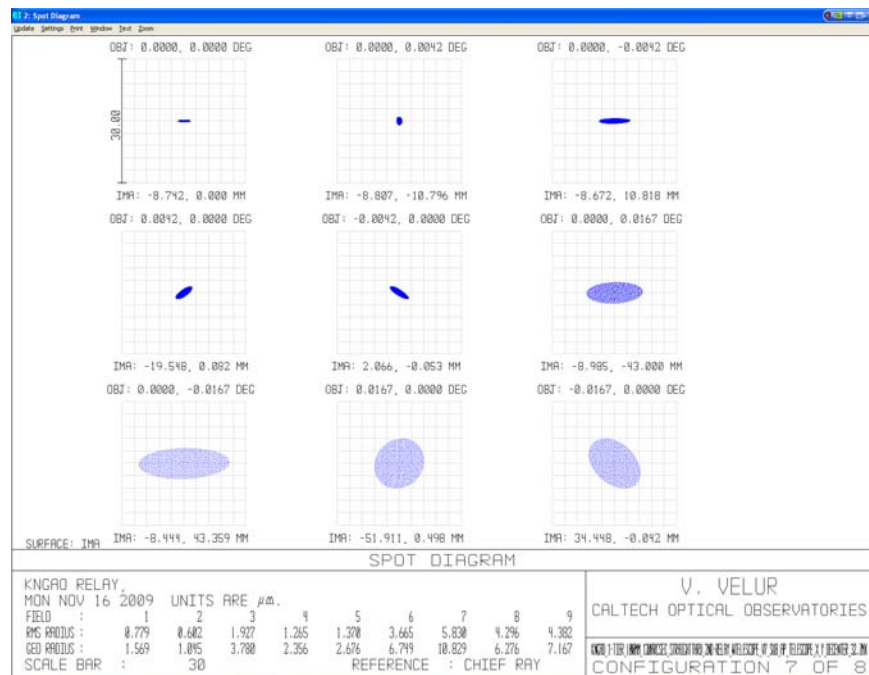 2: Spot Diagram
Update Settings Print Window Text Zoom
OBJ: 0.0000, 0.0000 DEG
OBJ: 0.0000, 0.0042 DEG
OBJ: 0.0000, -0.0042 DEG
30.00
IMA: -8.742, 0.000 MM
IMA: -8.807, -10.796 MM
IMA: -8.672, 10.818 MM
OBJ: 0.0042, 0.0000 DEG
OBJ: -0.0042, 0.0000 DEG
OBJ: 0.0000, 0.0167 DEG
IMA: -19.548, 0.082 MM
IMA: 2.066, -0.053 MM
IMA: -8.985, -43.000 MM
OBJ: 0.0000, -0.0167 DEG
OBJ: 0.0167, 0.0000 DEG
OBJ: -0.0167, 0.0000 DEG
SURFACE: IMA
IMA: -8.444, 43.359 MM
IMA: -51.911, 0.498 MM
IMA: 34.448, -0.042 MM
SPOT DIAGRAM
KNGAO RELAY,
MON NOV 16 2009 UNITS ARE µm.
FIELD : 1 2 3 4 5 6 7 8 9
RMS RADIUS : 0.779 0.602 1.927 1.265 1.370 3.665 5.830 4.296 4.382
GEO RADIUS : 1.569 1.045 3.780 2.356 2.676 6.749 10.829 6.276 7.167
SCALE BAR : 30 REFERENCE : CHIEF RAY
V. VELUR
CALTECH OPTICAL OBSERVATORIES
CONFIGURATION 7 OF 8